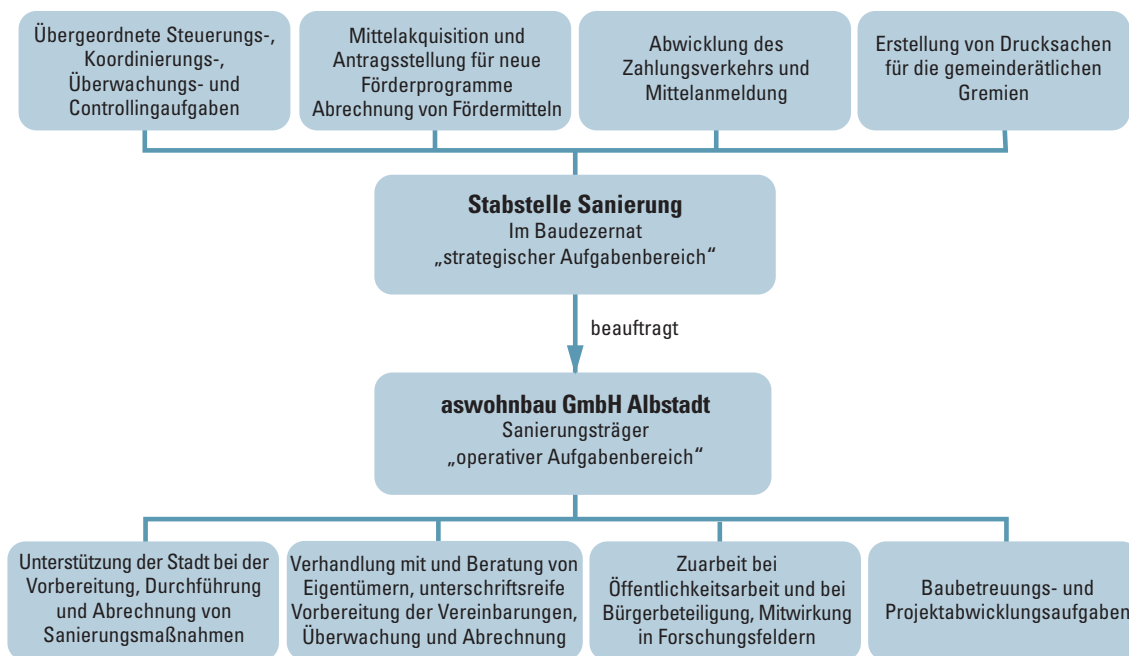 Übergeordnete Steuerungs-,
Koordinierungs-,
Überwachungs- und
Controllingaufgaben
Mittelakquisition und
Antragsstellung für neue
Förderprogramme
Abrechnung von Fördermitteln
Abwicklung des
Zahlungsverkehrs und
Mittelanmeldung
Erstellung von Drucksachen
für die gemeinderätlichen
Gremien
Stabstelle Sanierung
Im Baudezernat
„strategischer Aufgabenbereich“
beauftragt
aswohnbau GmbH Albstadt
Sanierungsträger
„operativer Aufgabenbereich“
Unterstützung der Stadt bei der
Vorbereitung, Durchführung
und Abrechnung von
Sanierungsmaßnahmen
Verhandlung mit und Beratung von
Eigentümern, unterschriftsreife
Vorbereitung der Vereinbarungen,
Überwachung und Abrechnung
Zuarbeit bei
Öffentlichkeitsarbeit und bei
Bürgerbeteiligung, Mitwirkung
in Forschungsfeldern
Baubetreuungs- und
Projektabwicklungsaufgaben